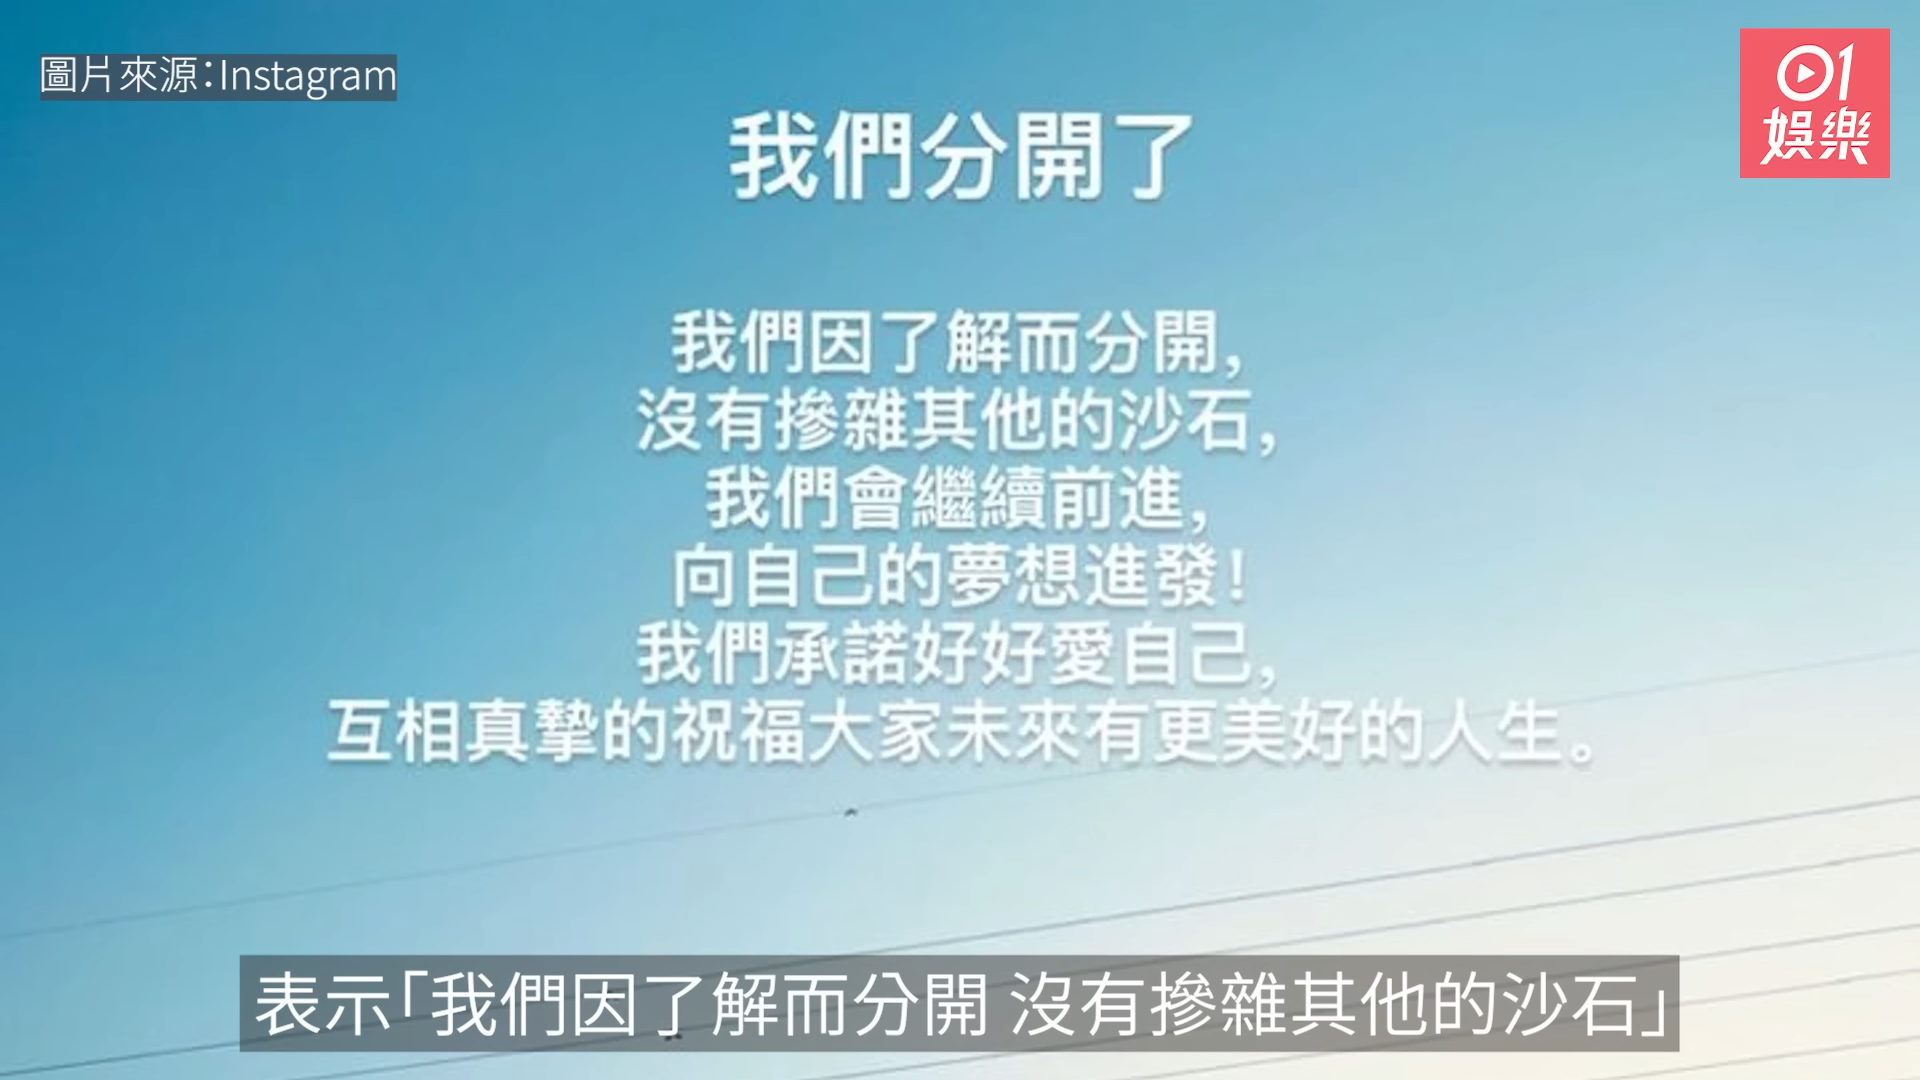 圖片來源：Instagram
01
娛樂
我們分開了
我們因了解而分開，
沒有摻雜其他的沙石，
我們會繼續前進，
向自己的夢想進發！
我們承諾好好愛自己，
互相真摯的祝福大家未來有更美好的人生。
表示「我們因了解而分開 沒有摻雜其他的沙石」